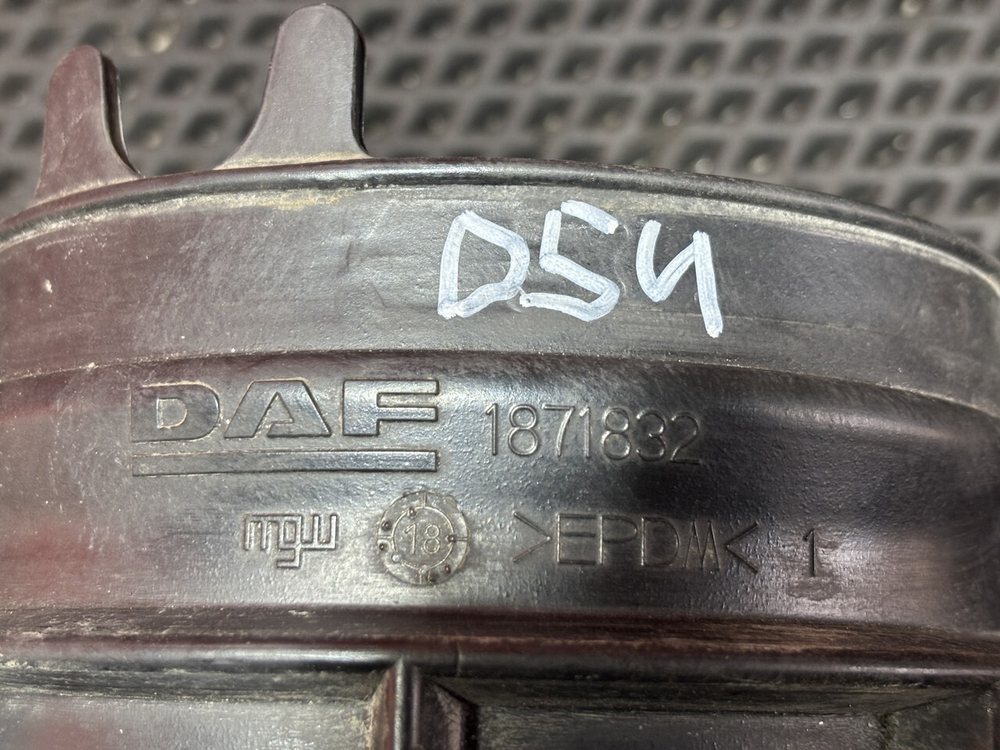 D54
DAF 1871832
mgw 18 >EPDM< 1